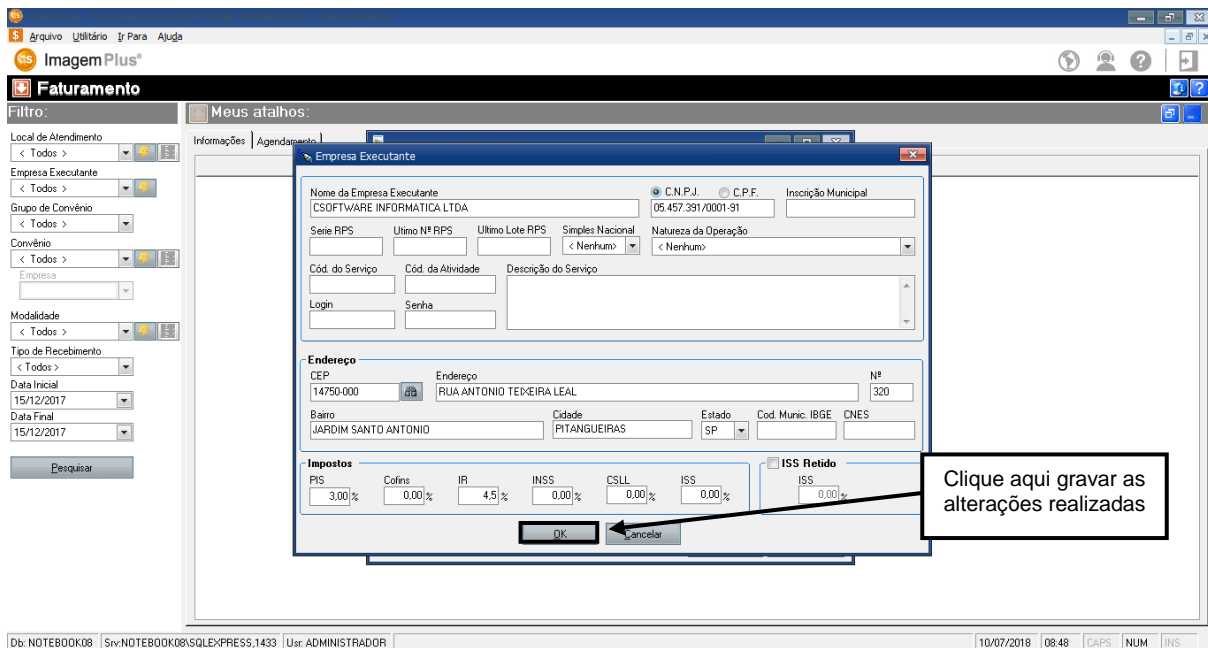 Arquivo Utilitário Ir Para Ajuda
ImagemPlus®
Faturamento
Filtro:
Meus atalhos:
Local de Atendimento
< Todos >
Empresa Executante
< Todos >
Grupo de Convênio
< Todos >
Convênio
< Todos >
Empresa
Modalidade
< Todos >
Tipo de Recebimento
< Todos >
Data Inicial
15/12/2017
Data Final
15/12/2017
Pesquisar
Informações Agendamento
Empresa Executante
Nome da Empresa Executante C.N.P.J. C.P.F. Inscrição Municipal
CSOFTWARE INFORMATICA LTDA 05.457.391/0001-91
Serie RPS Utimo Nº RPS Ultimo Lote RPS Simples Nacional Natureza da Operação
< Nenhum> < Nenhum>
Cód. do Serviço Cód. da Atividade Descrição do Serviço
Login Senha
Endereço
CEP Endereço Nº
14750-000 RUA ANTONIO TEIXEIRA LEAL 320
Bairro Cidade Estado Cod. Munic. IBGE CNES
JARDIM SANTO ANTONIO PITANGUEIRAS SP
Impostos ISS Retido
PIS Cofins IR INSS CSLL ISS ISS
3,00 % 0,00 % 4,5 % 0,00 % 0,00 % 0,00 % 0,00 %
OK Cancelar
Clique aqui gravar as
alterações realizadas
Db: NOTEBOOK08 Srv:NOTEBOOK08\SQLEXPRESS,1433 Usr: ADMINISTRADOR 10/07/2018 08:48 CAPS NUM INS